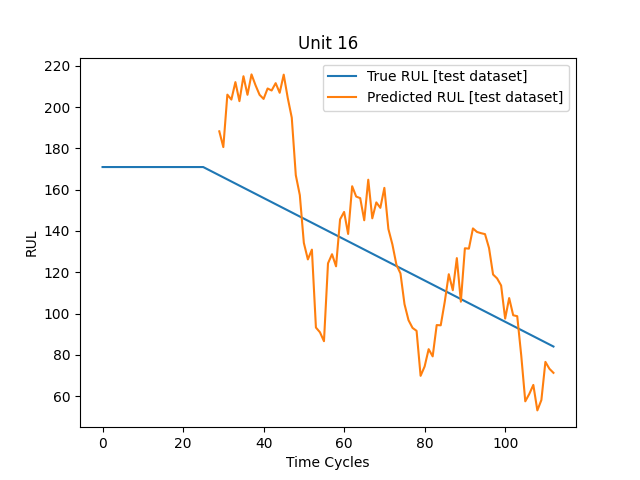 Unit 16
True RUL [test dataset]
Predicted RUL [test dataset]
220
200
180
160
140
120
100
80
60
RUL
0 20 40 60 80 100
Time Cycles